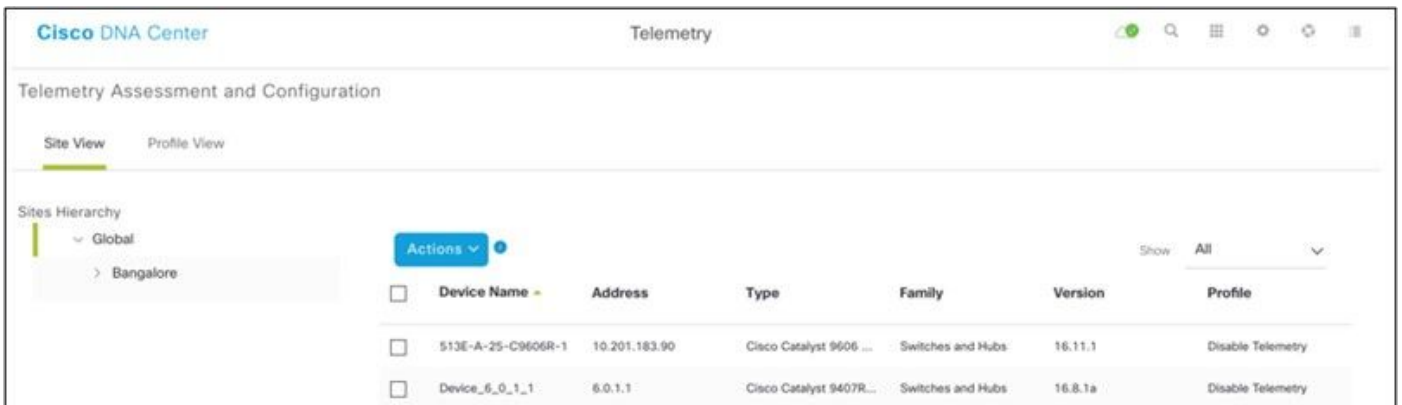 Cisco DNA Center Telemetry
Telemetry Assessment and Configuration
Site View Profile View
Sites Hierarchy
Global
Bangalore
Actions Show All
Device Name Address Type Family Version Profile
513E-A-25-C9606R-1 10.201.183.90 Cisco Catalyst 9606 ... Switches and Hubs 16.11.1 Disable Telemetry
Device_6_0_1_1 6.0.1.1 Cisco Catalyst 9407R... Switches and Hubs 16.8.1a Disable Telemetry